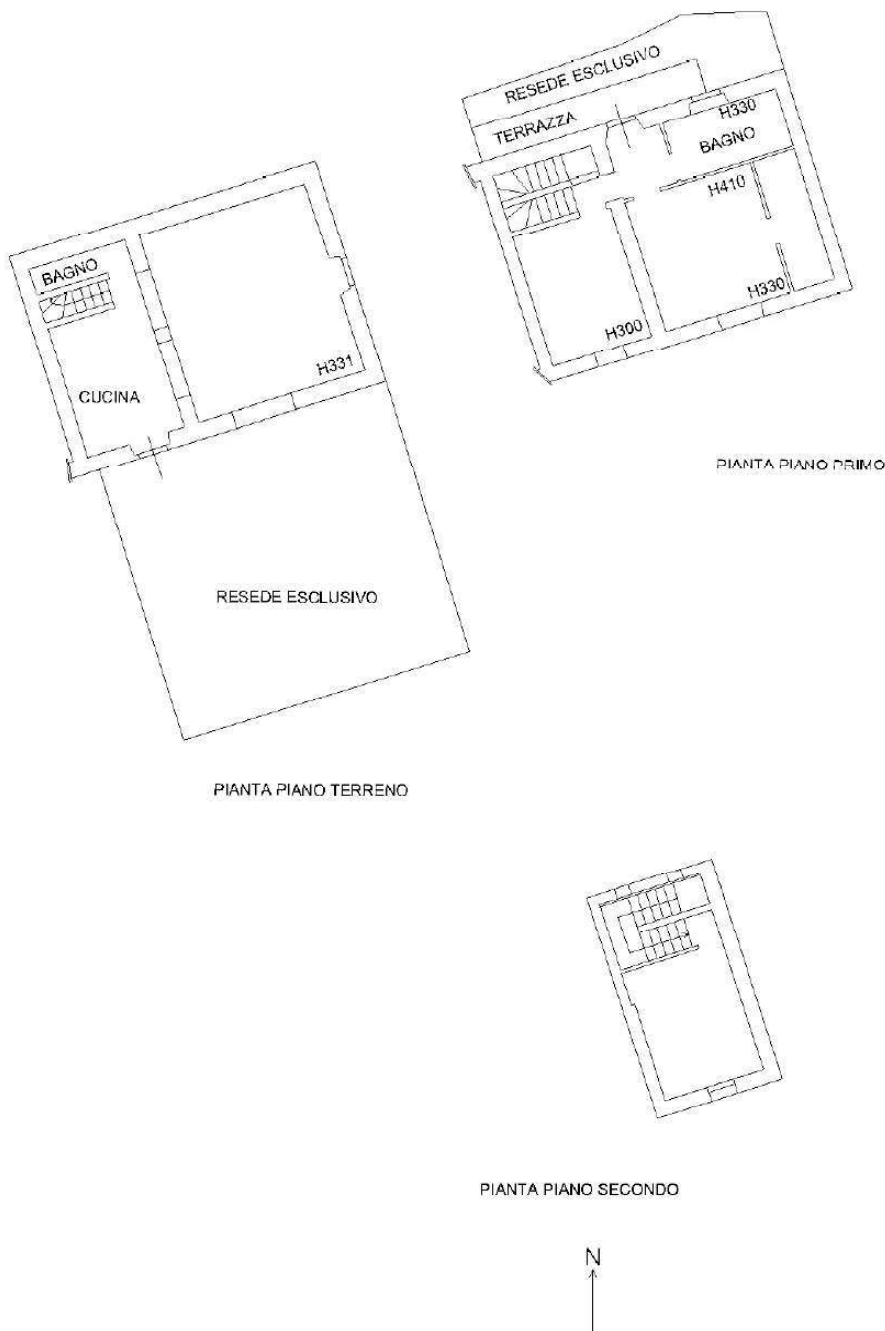 RESEDE ESCLUSIVO
TERRAZZA
H330
BAGNO
H410
H330
H300
PIANTA PIANO PRIMO
BAGNO
H331
CUCINA
RESEDE ESCLUSIVO
PIANTA PIANO TERRENO
PIANTA PIANO SECONDO
N